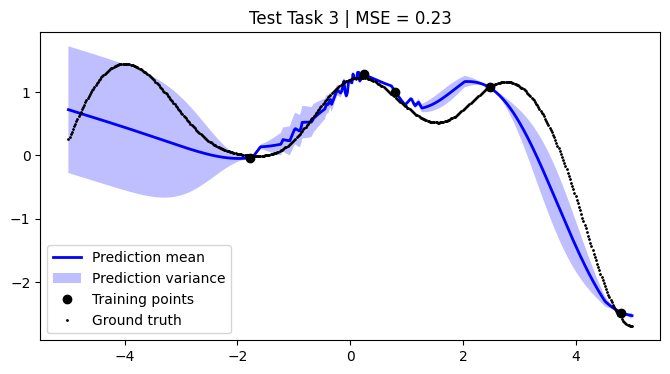 Test Task 3 | MSE = 0.23
1
0
−1
−2
Prediction mean
Prediction variance
Training points
Ground truth
−4
−2
0
2
4